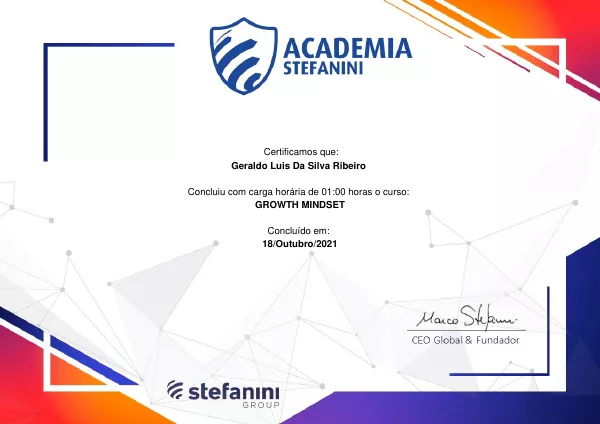 ACADEMIA
STEFANINI
Certificamos que:
Geraldo Luis Da Silva Ribeiro
Concluiu com carga horária de 01:00 horas o curso:
GROWTH MINDSET
Concluído em:
18/Outubro/2021
Marco Stefanini
CEO Global & Fundador
stefanini
GROUP